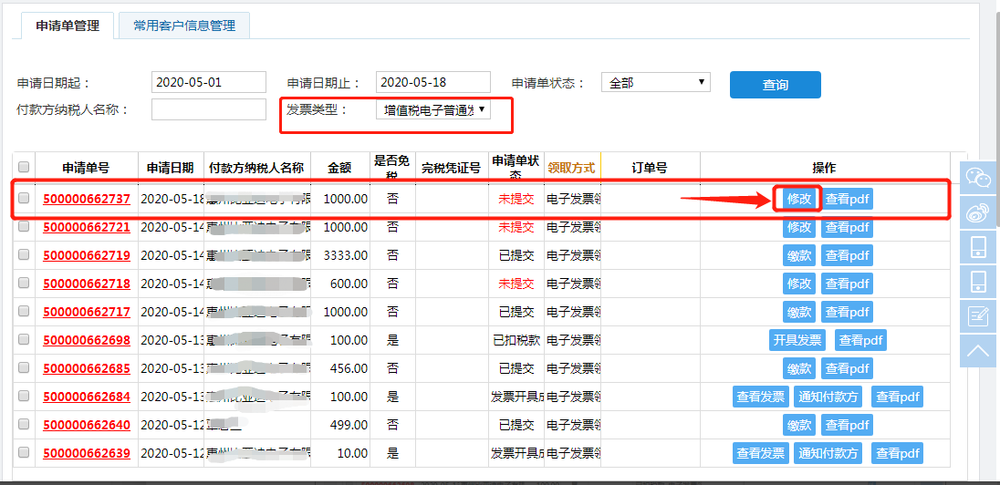 申请单管理 常用客户信息管理
申请日期起： 2020-05-01 申请日期止： 2020-05-18 申请单状态： 全部 查询
付款方纳税人名称： 发票类型： 增值税电子普通发
申请单号 申请日期 付款方纳税人名称 金额 是否免税 完税凭证号 申请单状态 领取方式 订单号 操作
500000662737 2020-05-18 有限 1000.00 否 未提交 电子发票领 修改 查看pdf
500000662721 2020-05-14 1000.00 否 未提交 电子发票领 修改 查看pdf
500000662719 2020-05-14 3333.00 否 已提交 电子发票领 缴款 查看pdf
500000662718 2020-05-14 600.00 否 未提交 电子发票领 修改 查看pdf
500000662717 2020-05-14 1000.00 否 已提交 电子发票领 缴款 查看pdf
500000662698 2020-05-13 100.00 是 已扣税款 电子发票领 开具发票 查看pdf
500000662685 2020-05-13 456.00 否 已提交 电子发票领 缴款 查看pdf
500000662684 2020-05-13 100.00 是 发票开具成 电子发票领 查看发票 通知付款方 查看pdf
500000662640 2020-05-12 499.00 否 已提交 电子发票领 缴款 查看pdf
500000662639 2020-05-12 有限 10.00 是 发票开具成 电子发票领 查看发票 通知付款方 查看pdf